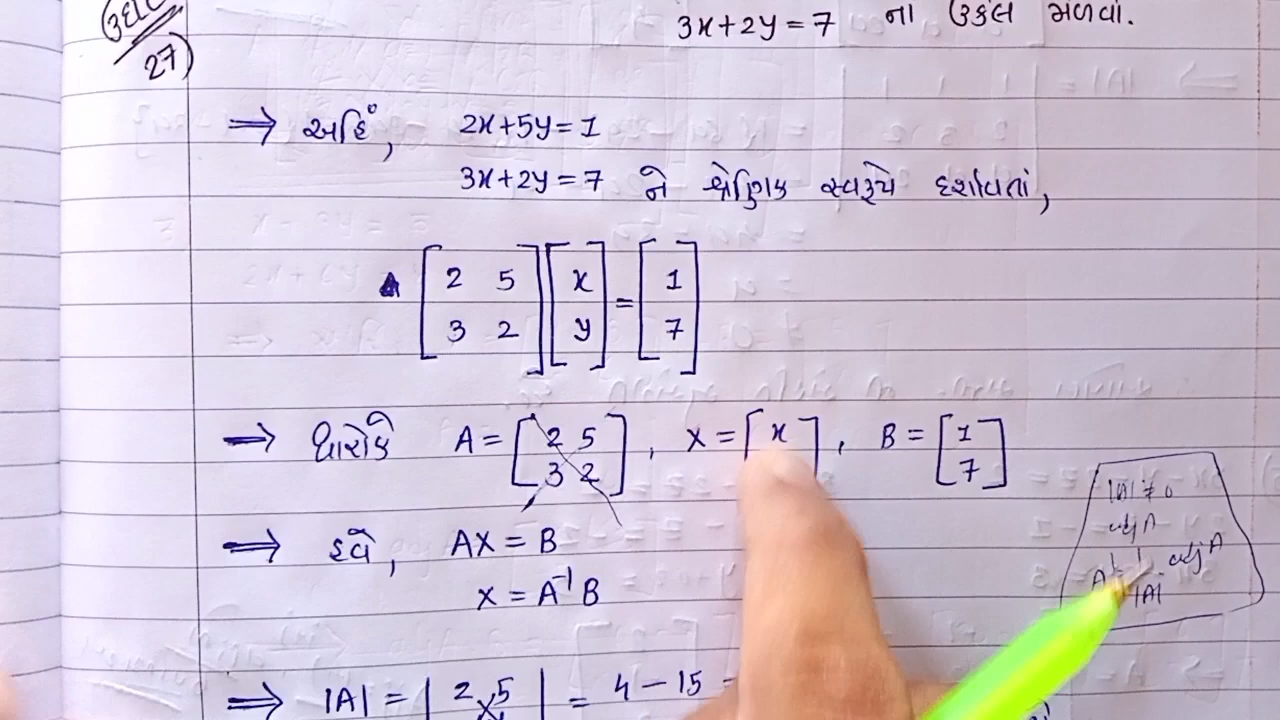 ઉદા
27)
3x+2y=7 ના ઉકેલ મેળવો.
⇒ અહીં, 2x+5y=1
3x+2y=7 ને શ્રેણિક સ્વરૂપે દર્શાવતાં,
[2 5
3 2] [x
y] = [1
7]
⇒ ધારોકે A = [2 5
3 2], X = [x
], B = [1
7]
⇒ હવે, AX = B
x = A⁻¹B
|A| ≠ 0
adj A
A⁻¹ = 1/|A| adj A
⇒ |A| = |2 5| = 4 - 15 =